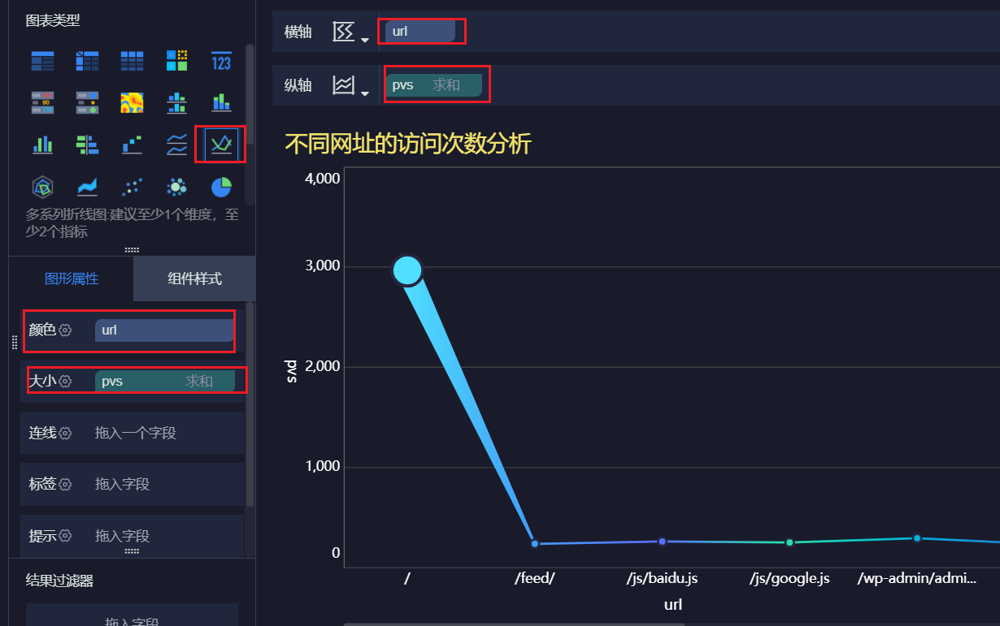 图表类型
123
多系列折线图:建议至少1个维度，至
少2个指标
图形属性
组件样式
颜色
url
大小
pvs 求和
连线
拖入一个字段
标签
拖入字段
提示
拖入字段
结果过滤器
拖入字段
横轴
url
纵轴
pvs 求和
不同网址的访问次数分析
4,000
3,000
2,000
1,000
0
pvs
/
/feed/
/js/baidu.js
/js/google.js
/wp-admin/admi...
url